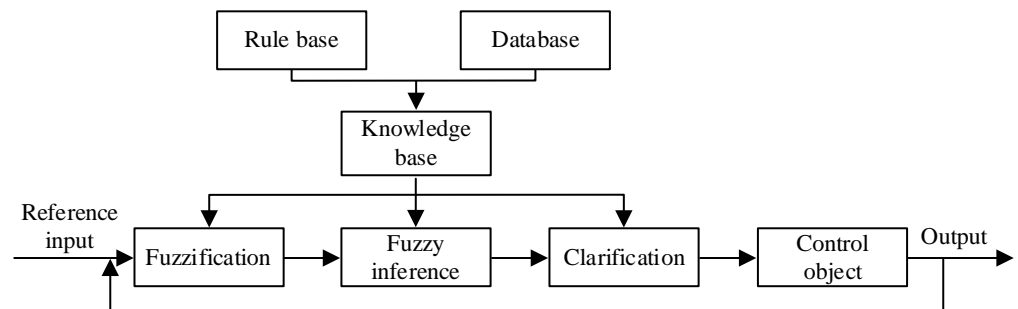 Rule base
Database
Knowledge
base
Reference
input
Fuzzification
Fuzzy
inference
Clarification
Control
object
Output